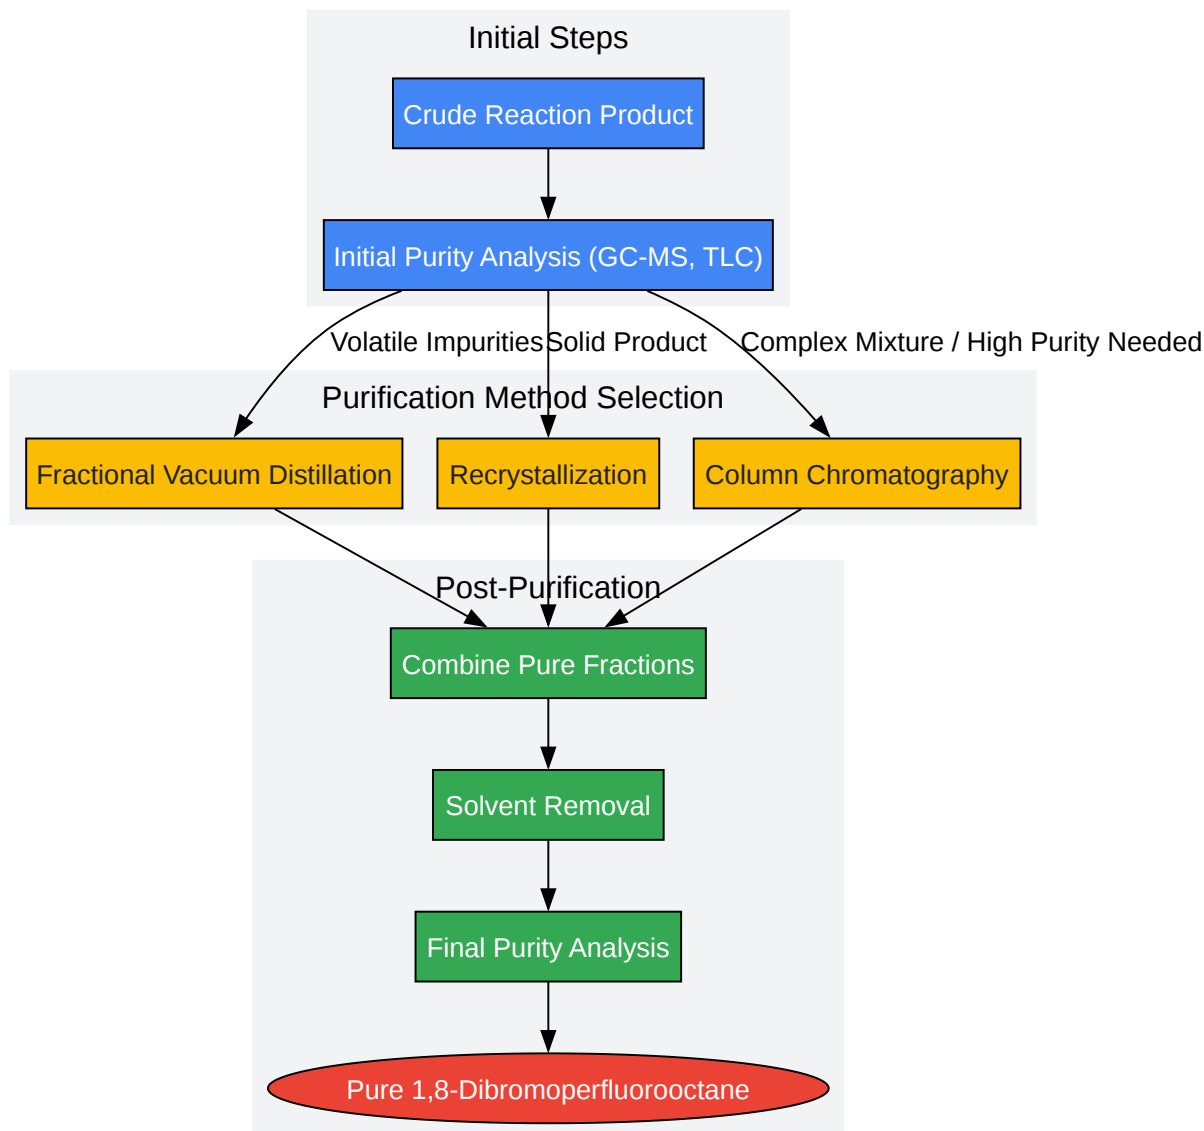 Initial Steps
Crude Reaction Product
Initial Purity Analysis (GC-MS, TLC)
Volatile Impurities
Solid Product
Complex Mixture / High Purity Needed
Purification Method Selection
Fractional Vacuum Distillation
Recrystallization
Column Chromatography
Post-Purification
Combine Pure Fractions
Solvent Removal
Final Purity Analysis
Pure 1,8-Dibromoperfluorooctane